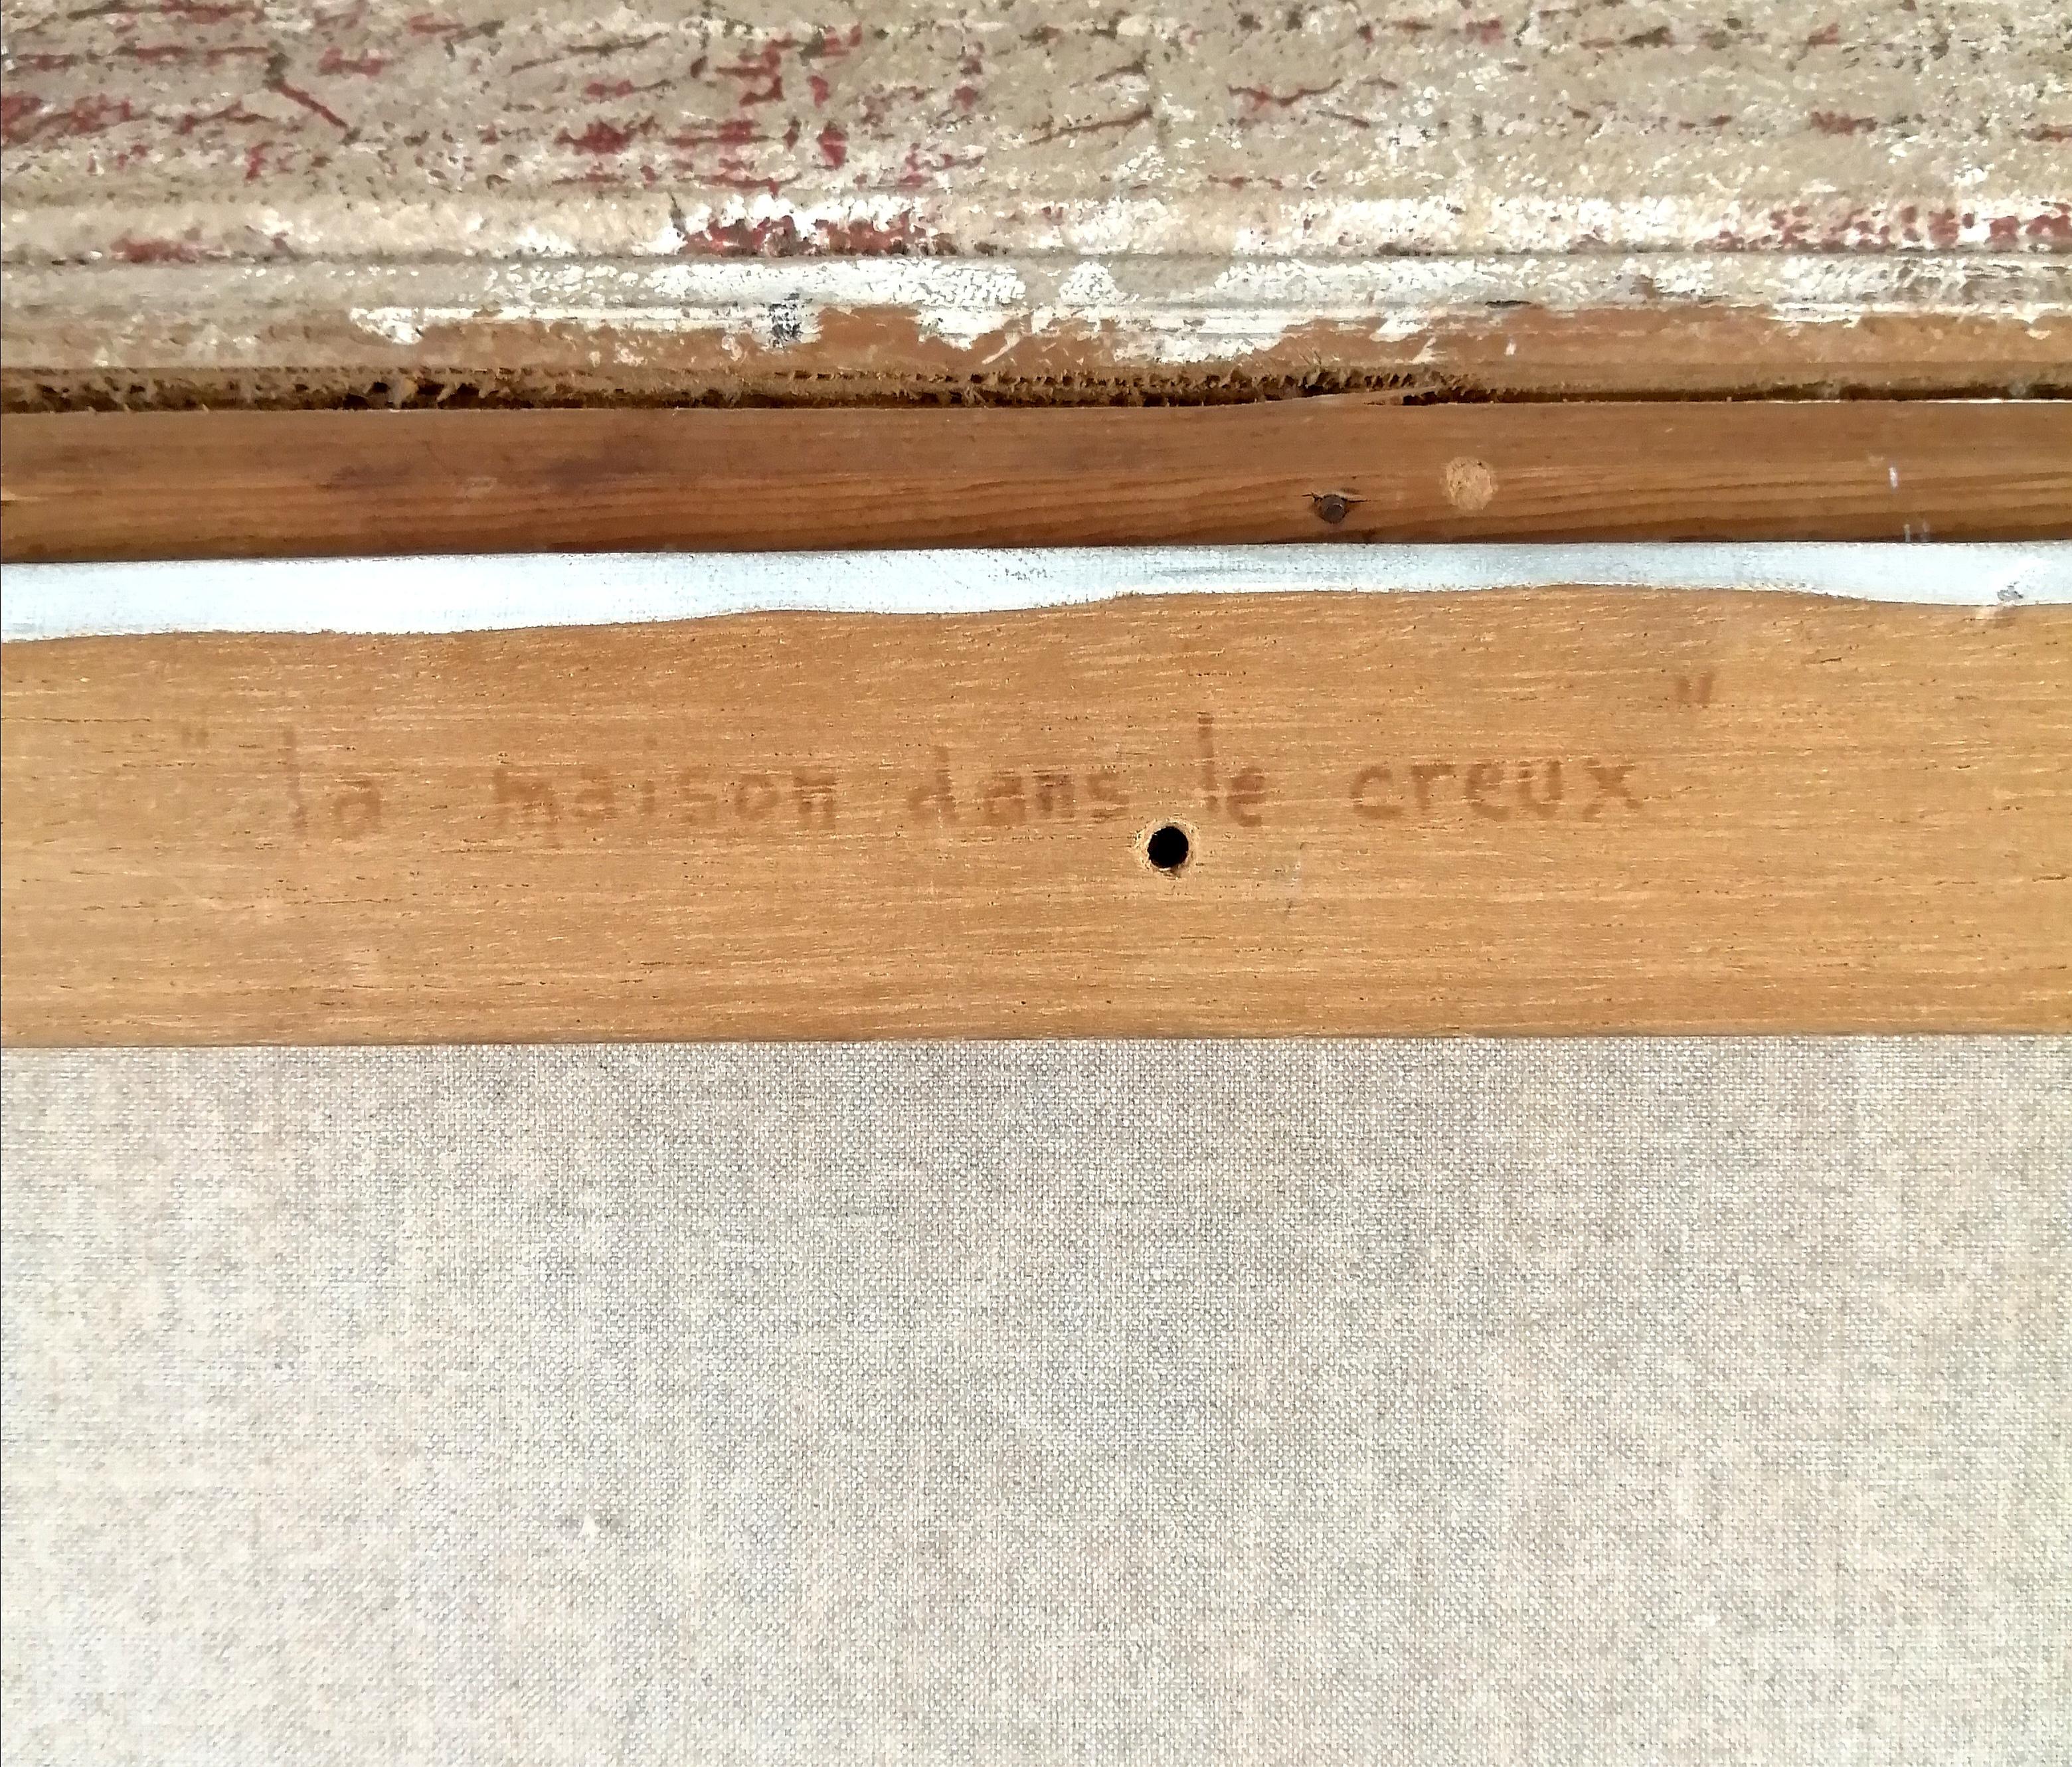 "la maison dans le creux"